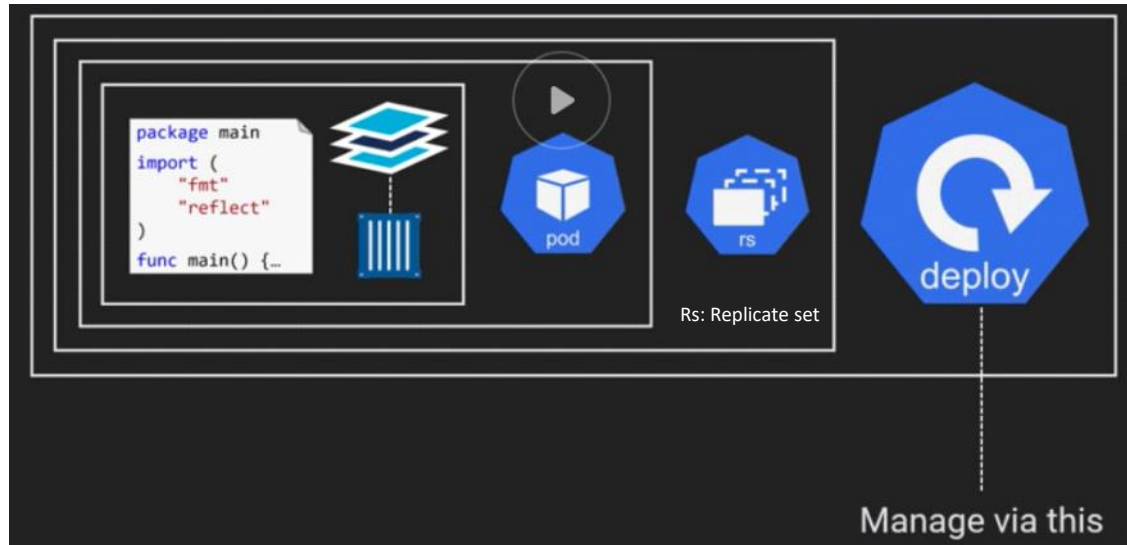 package main
import (
"fmt"
"reflect"
)
func main() {…
pod
rs
Rs: Replicate set
deploy
Manage via this